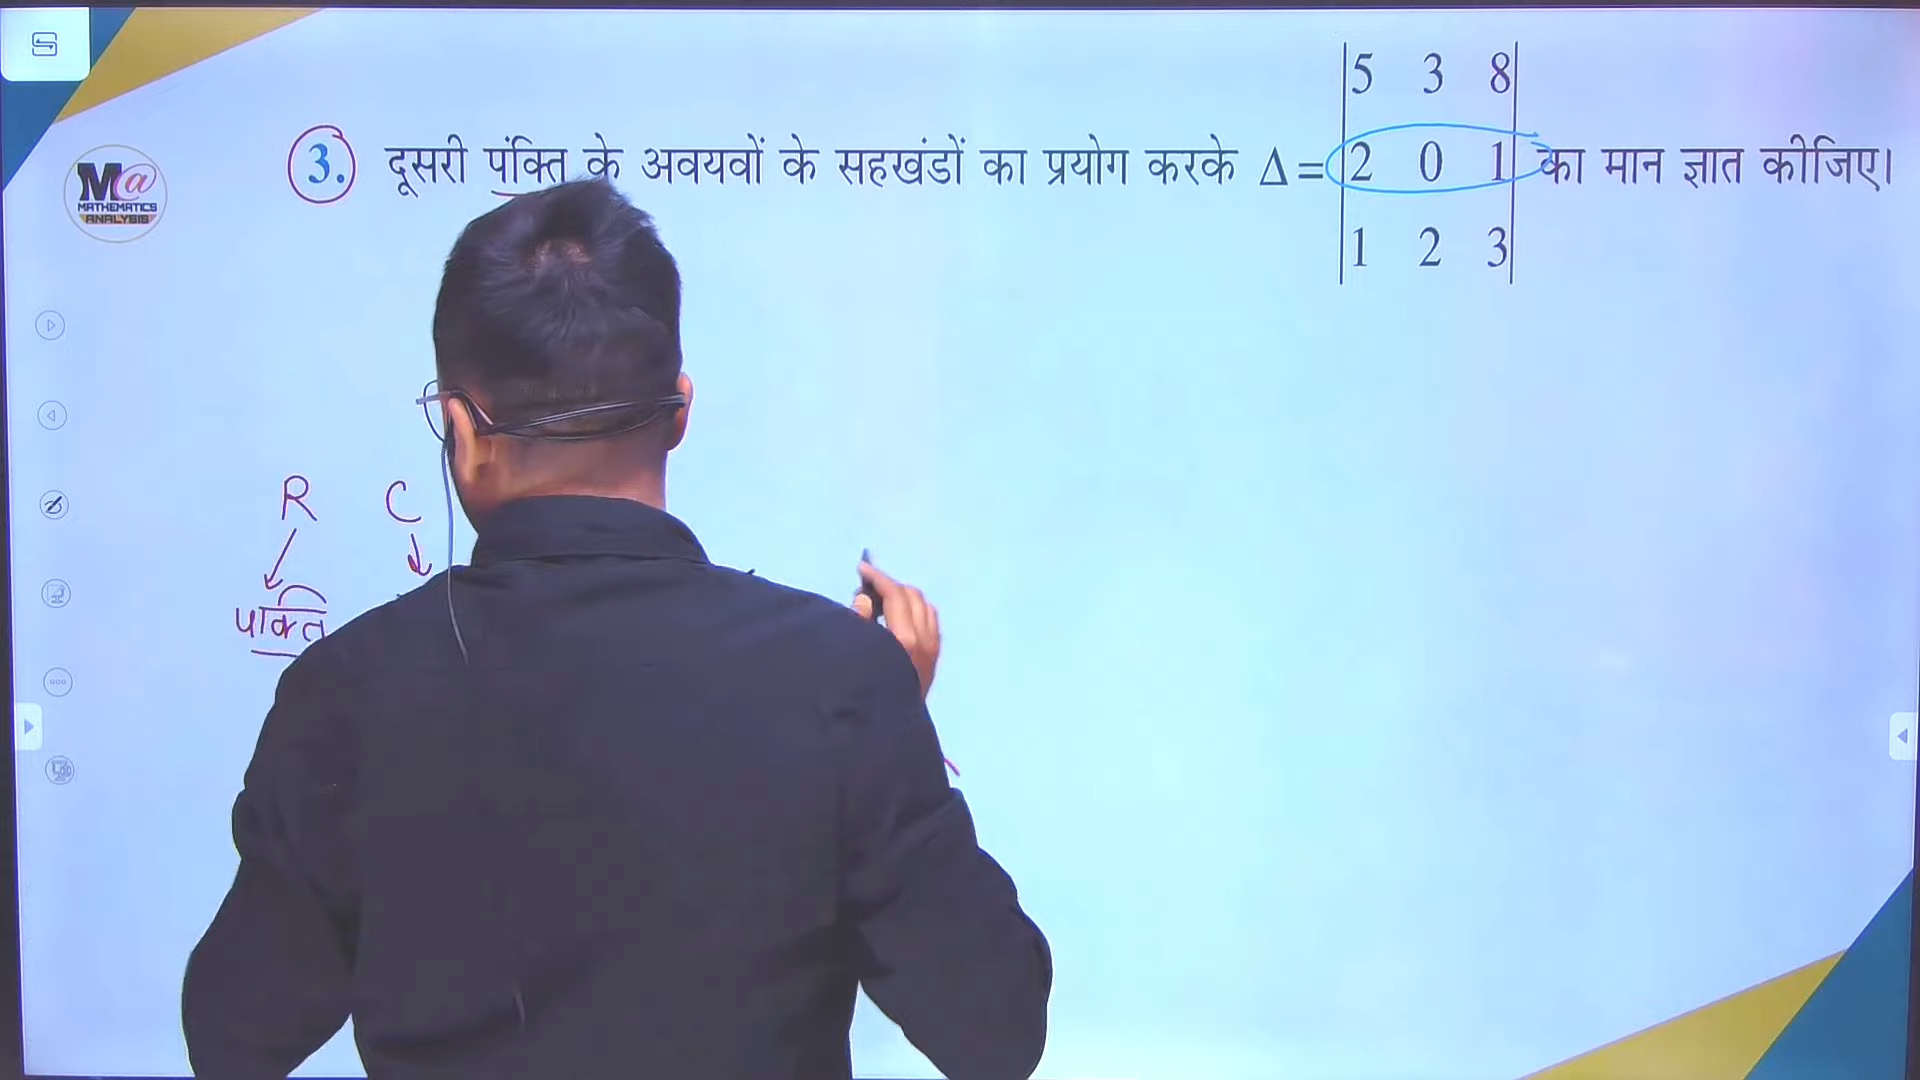 5 3 8
3. दूसरी पंक्ति के अवयवों के सहखंडों का प्रयोग करके Δ = 2 0 1 का मान ज्ञात कीजिए।
1 2 3
M@
MATHEMATICS
ANALYSIS
R C